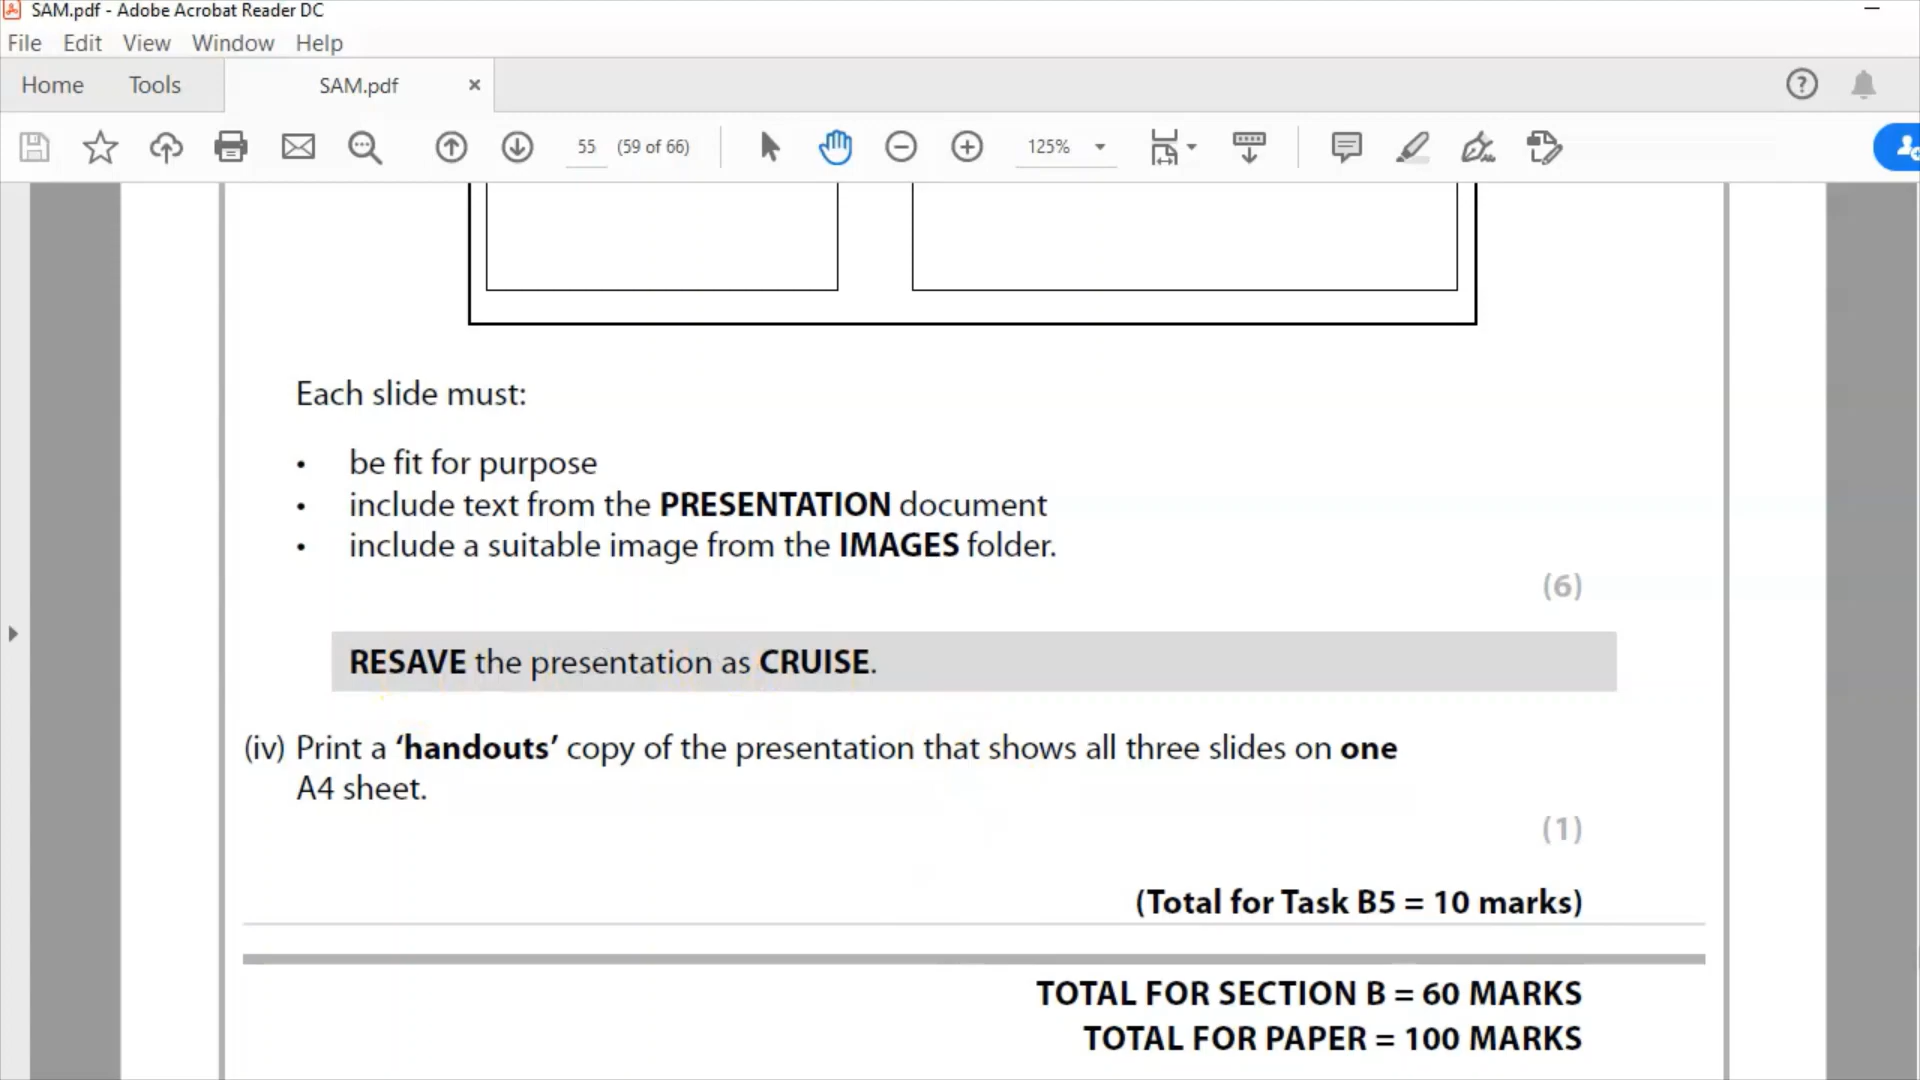 SAM.pdf - Adobe Acrobat Reader DC
File Edit View Window Help
Home Tools SAM.pdf ×
55 (59 of 66) 125%
Each slide must:
• be fit for purpose
• include text from the PRESENTATION document
• include a suitable image from the IMAGES folder.
(6)
RESAVE the presentation as CRUISE.
(iv) Print a ‘handouts’ copy of the presentation that shows all three slides on one
A4 sheet.
(1)
(Total for Task B5 = 10 marks)
TOTAL FOR SECTION B = 60 MARKS
TOTAL FOR PAPER = 100 MARKS